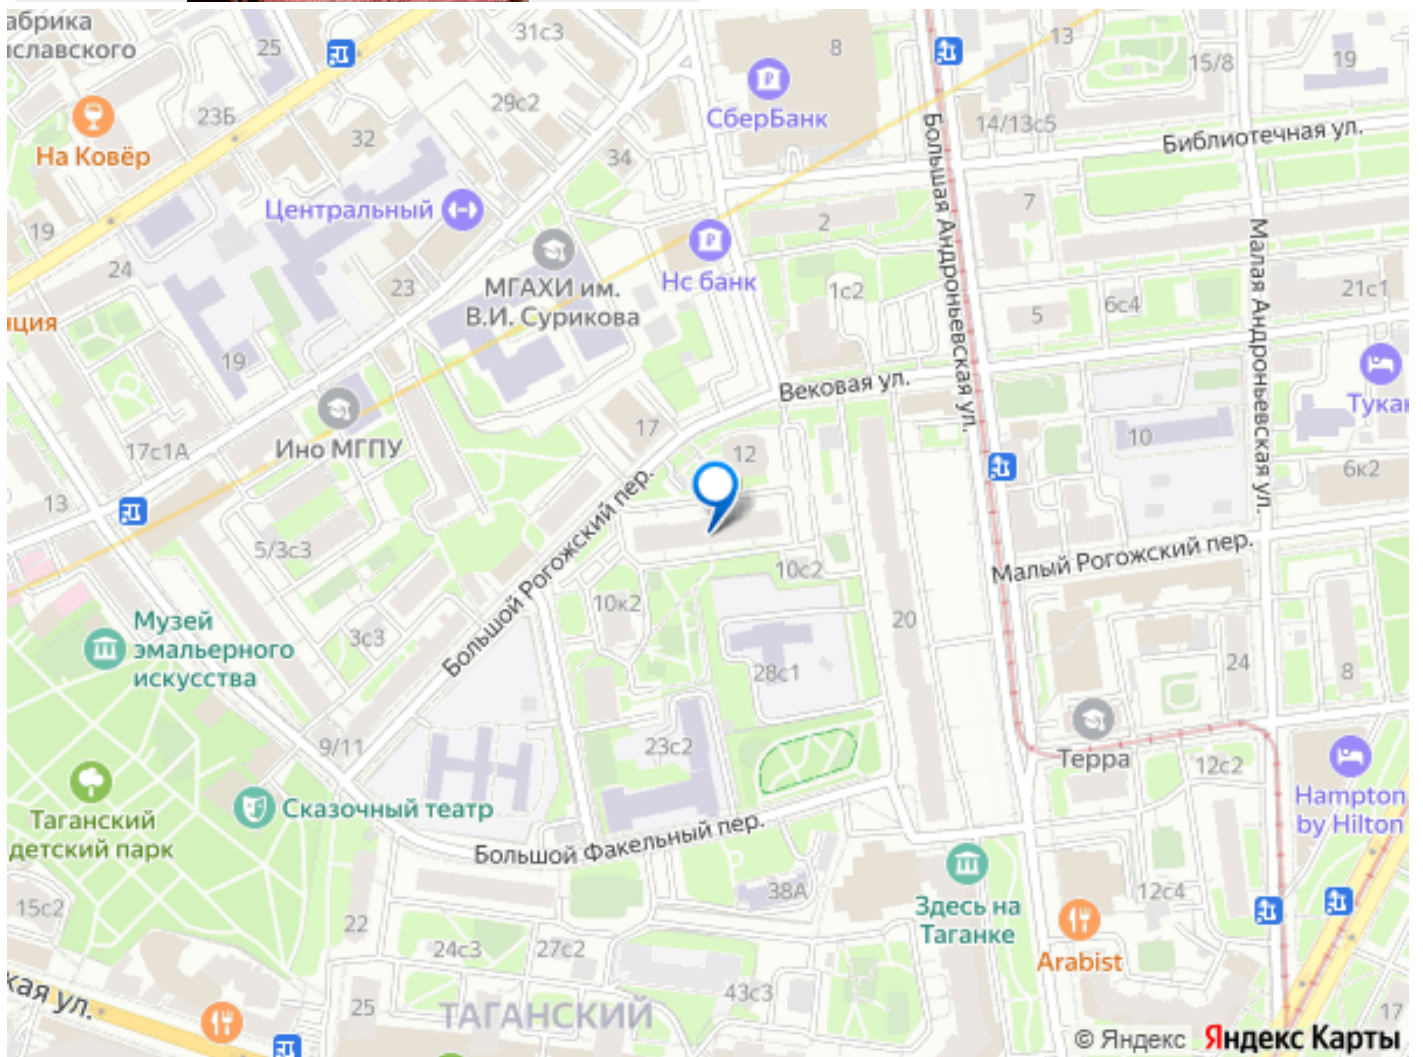 абрика
иславского
25
31с3
8
13
15/8
19
На Ковёр
23Б
29с2
СберБанк
14/13с5
Библиотечная ул.
32
34
Центральный
19
24
23
МГАХИ им.
В.И. Сурикова
2
Нс банк
1с2
7
Большая Андроньевская ул.
Малая Андроньевская ул.
5
6с4
21с1
нция
19
Вековая ул.
Тукан
Ино МГПУ
17
17с1А
12
10
6к2
13
5/3с3
Большой Рогожский пер.
Малый Рогожский пер.
10с2
10к2
Музей
эмальерного
искусства
3с3
20
28с1
24
8
9/11
23с2
Терра
12с2
Таганский
детский парк
Сказочный театр
Hampton
by Hilton
Большой Факельный пер.
38А
12с4
15с2
22
Здесь на
Таганке
24с3
27с2
Arabist
кая ул.
25
ТАГАНСКИЙ
43с3
17
© Яндекс Яндекс Карты